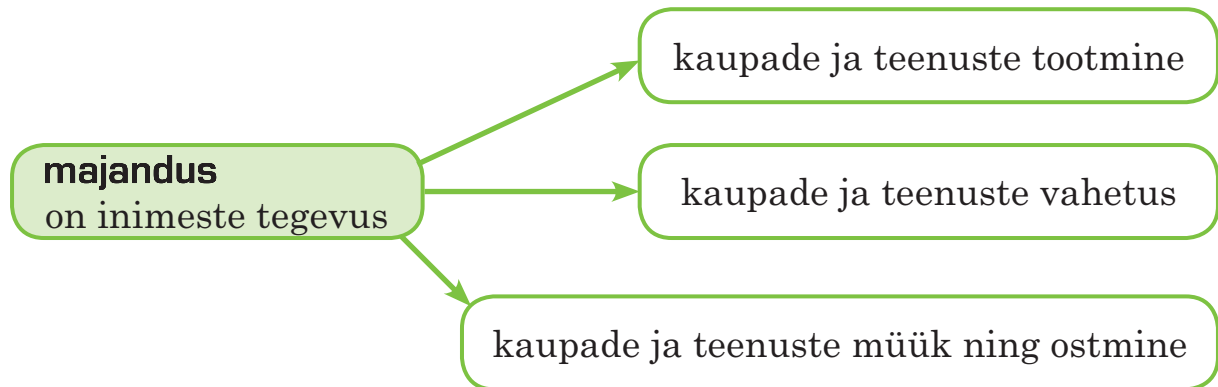 majandus
on inimeste tegevus
kaupade ja teenuste tootmine
kaupade ja teenuste vahetus
kaupade ja teenuste müük ning ostmine